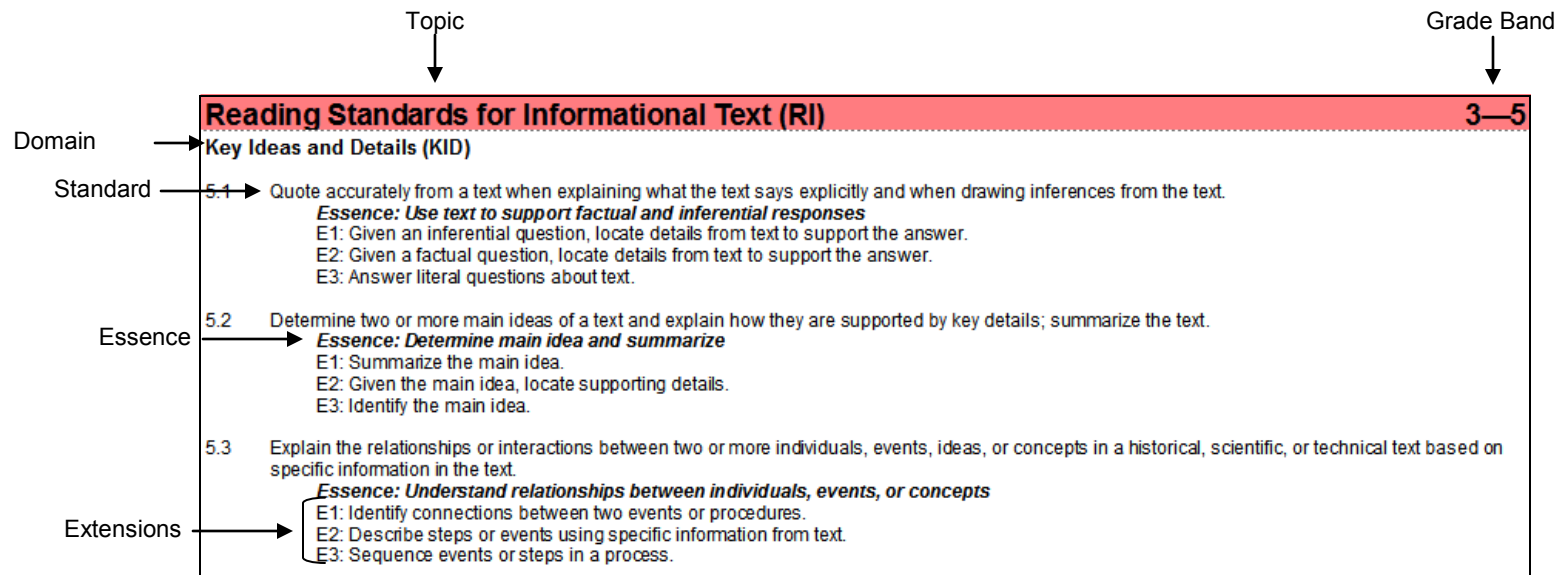 Topic
Grade Band
Reading Standards for Informational Text (RI) 3—5
Domain
Key Ideas and Details (KID)
Standard
5.1 Quote accurately from a text when explaining what the text says explicitly and when drawing inferences from the text.
Essence: Use text to support factual and inferential responses
E1: Given an inferential question, locate details from text to support the answer.
E2: Given a factual question, locate details from text to support the answer.
E3: Answer literal questions about text.
5.2 Determine two or more main ideas of a text and explain how they are supported by key details; summarize the text.
Essence
Essence: Determine main idea and summarize
E1: Summarize the main idea.
E2: Given the main idea, locate supporting details.
E3: Identify the main idea.
5.3 Explain the relationships or interactions between two or more individuals, events, ideas, or concepts in a historical, scientific, or technical text based on
specific information in the text.
Essence: Understand relationships between individuals, events, or concepts
Extensions
E1: Identify connections between two events or procedures.
E2: Describe steps or events using specific information from text.
E3: Sequence events or steps in a process.